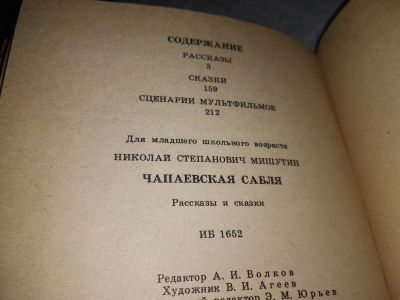 СОДЕРЖАНИЕ
РАССКАЗЫ
3
СКАЗКИ
159
СЦЕНАРИИ МУЛЬТФИЛЬМОВ
212
Для младшего школьного возраста
НИКОЛАЙ СТЕПАНОВИЧ МИШУТИН
ЧАПАЕВСКАЯ САБЛЯ
Рассказы и сказки
ИБ 1652
Редактор А. И. Волков
Художник В. И. Агеев
редактор Э. М. Юрьев